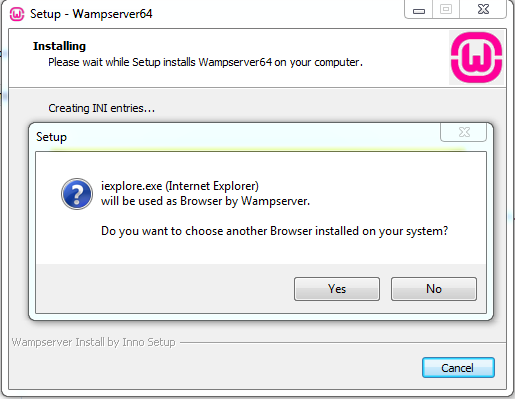 Setup - Wampserver64
Installing
Please wait while Setup installs Wampserver64 on your computer.
Creating INI entries...
Setup
iexplore.exe (Internet Explorer)
will be used as Browser by Wampserver.
Do you want to choose another Browser installed on your system?
Yes
No
Wampserver Install by Inno Setup
Cancel